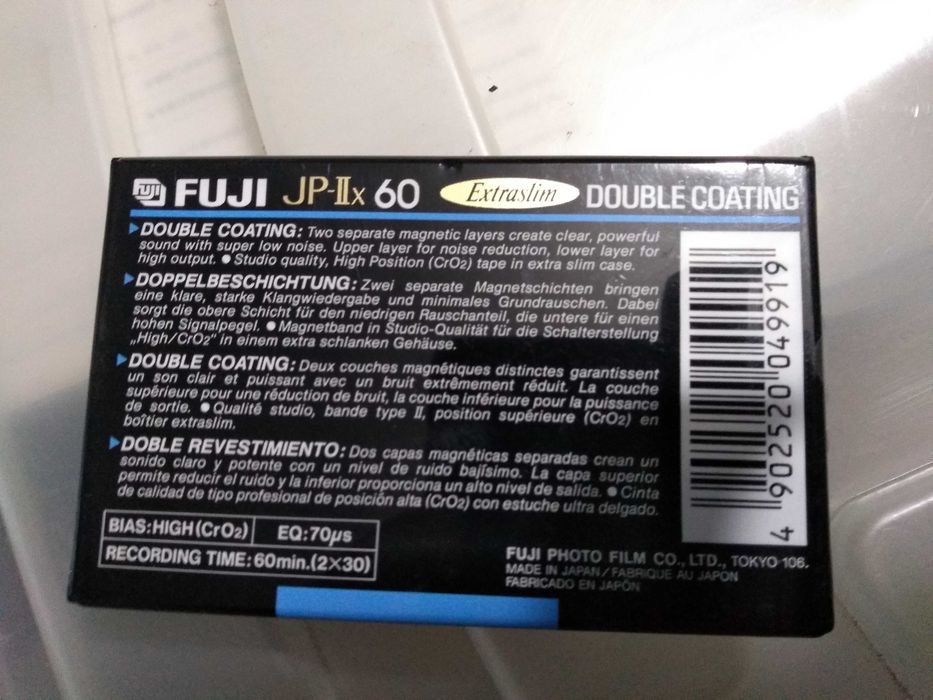 FUJI FUJI JP-IIx 60 Extraslim DOUBLE COATING
DOUBLE COATING: Two separate magnetic layers create clear, powerful
sound with super low noise. Upper layer for noise reduction, lower layer for
high output. ● Studio quality, High Position (CrO2) tape in extra slim case.
DOPPELBESCHICHTUNG: Zwei separate Magnetschichten bringen
eine klare, starke Klangwiedergabe und minimales Grundrauschen. Dabei
sorgt die obere Schicht für den niedrigen Rauschanteil, die untere für einen
hohen Signalpegel. ● Magnetband in Studio-Qualität für die Schalterstellung
„High/CrO2" in einem extra schlanken Gehäuse.
DOUBLE COATING: Deux couches magnétiques distinctes garantissent
un son clair et puissant avec un bruit extrêmement réduit. La couche
supérieure pour une réduction de bruit, la couche inférieure pour la puissance
de sortie. ● Qualité studio, bande type II, position supérieure (CrO2) en
boîtier extraslim.
DOBLE REVESTIMIENTO: Dos capas magnéticas separadas crean un
sonido claro y potente con un nivel de ruido bajísimo. La capa superior
permite reducir el ruido y la inferior proporciona un alto nivel de salida. ● Cinta
de calidad de tipo profesional de posición alta (CrO2) con estuche ultra delgado.
BIAS: HIGH (CrO2) EQ: 70μs
RECORDING TIME: 60min. (2×30)
FUJI PHOTO FILM CO., LTD., TOKYO 106.
MADE IN JAPAN/FABRIQUE AU JAPON
FABRICADO EN JAPÓN
4 902520 049919